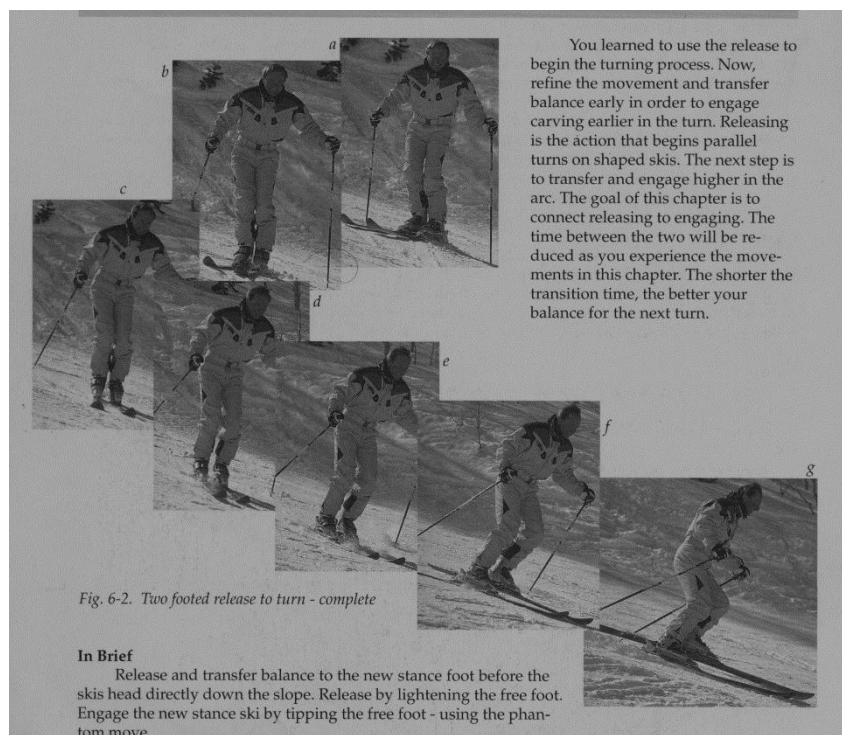 a
b
c
d
e
f
g
You learned to use the release to
begin the turning process. Now,
refine the movement and transfer
balance early in order to engage
carving earlier in the turn. Releasing
is the action that begins parallel
turns on shaped skis. The next step is
to transfer and engage higher in the
arc. The goal of this chapter is to
connect releasing to engaging. The
time between the two will be re-
duced as you experience the move-
ments in this chapter. The shorter the
transition time, the better your
balance for the next turn.
Fig. 6-2. Two footed release to turn - complete
In Brief
Release and transfer balance to the new stance foot before the
skis head directly down the slope. Release by lightening the free foot.
Engage the new stance ski by tipping the free foot - using the phan-
tom move